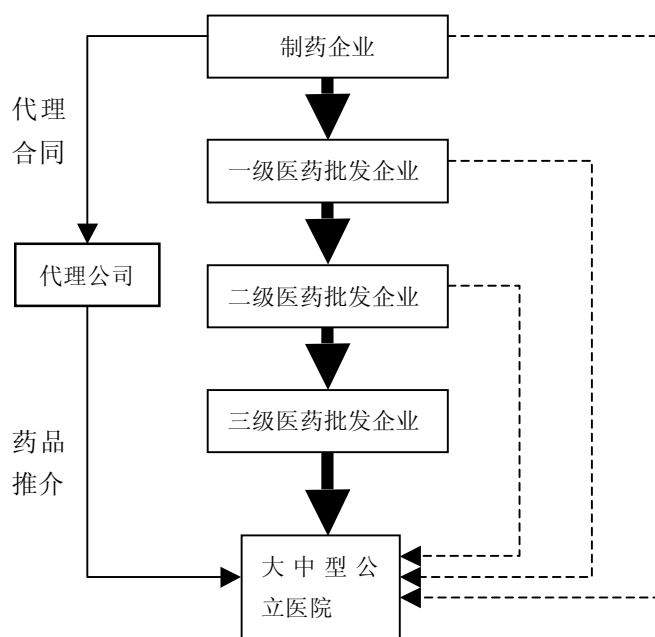 制药企业
代理
合同
一级医药批发企业
代理公司
二级医药批发企业
三级医药批发企业
药品
推介
大中型公
立医院